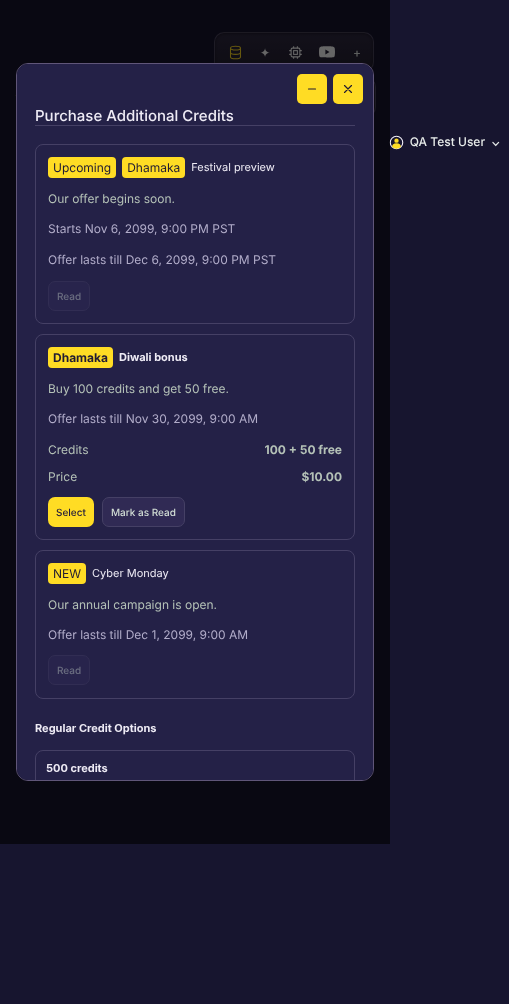 Purchase Additional Credits
QA Test User
Upcoming Dhamaka Festival preview
Our offer begins soon.
Starts Nov 6, 2099, 9:00 PM PST
Offer lasts till Dec 6, 2099, 9:00 PM PST
Read
Dhamaka Diwali bonus
Buy 100 credits and get 50 free.
Offer lasts till Nov 30, 2099, 9:00 AM
Credits 100 + 50 free
Price $10.00
Select Mark as Read
NEW Cyber Monday
Our annual campaign is open.
Offer lasts till Dec 1, 2099, 9:00 AM
Read
Regular Credit Options
500 credits